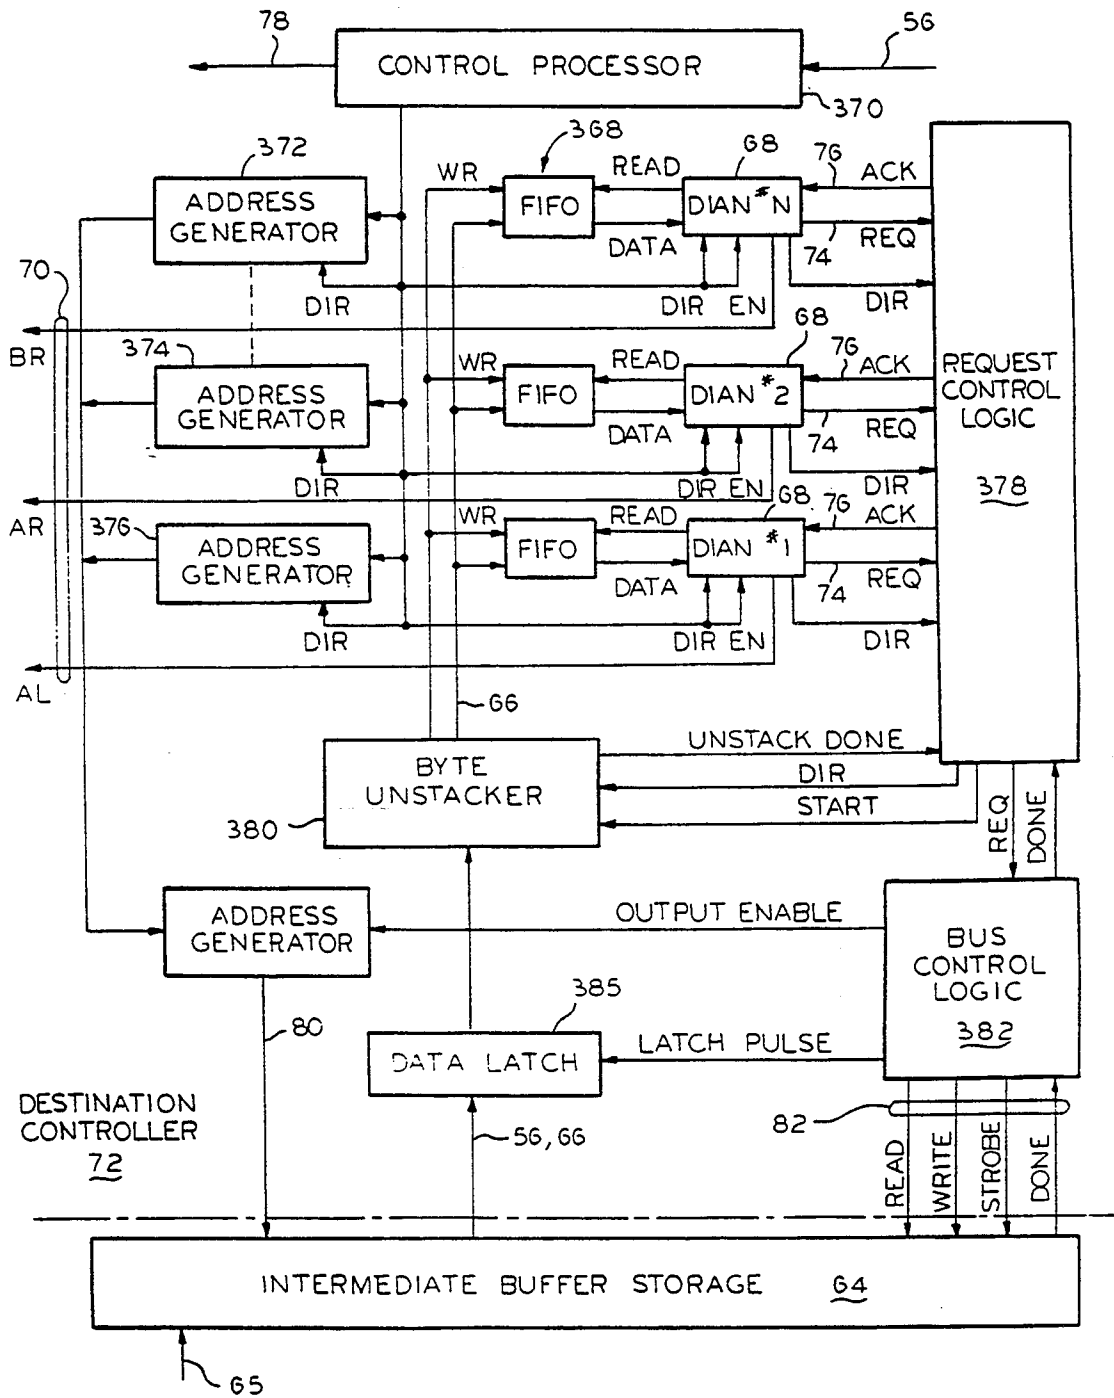 78
56
CONTROL PROCESSOR
370
372
368
68
76
ACK
WR
READ
ADDRESS
GENERATOR
FIFO
DIAN #N
DATA
74
REQ
70
DIR
DIR
EN
DIR
BR
374
68
WR
READ
76
ACK
ADDRESS
GENERATOR
FIFO
DIAN #2
REQUEST
CONTROL
LOGIC
378
DATA
74
REQ
DIR
DIR
EN
DIR
AR
376
68
WR
READ
76
ACK
ADDRESS
GENERATOR
FIFO
DIAN #1
DATA
74
REQ
DIR
DIR
EN
DIR
AL
66
UNSTACK DONE
BYTE
UNSTACKER
DIR
START
380
REQ
DONE
ADDRESS
GENERATOR
OUTPUT ENABLE
BUS
CONTROL
LOGIC
382
80
385
DATA LATCH
LATCH PULSE
DESTINATION
CONTROLLER
72
82
56, 66
READ
WRITE
STROBE
DONE
INTERMEDIATE BUFFER STORAGE 64
65